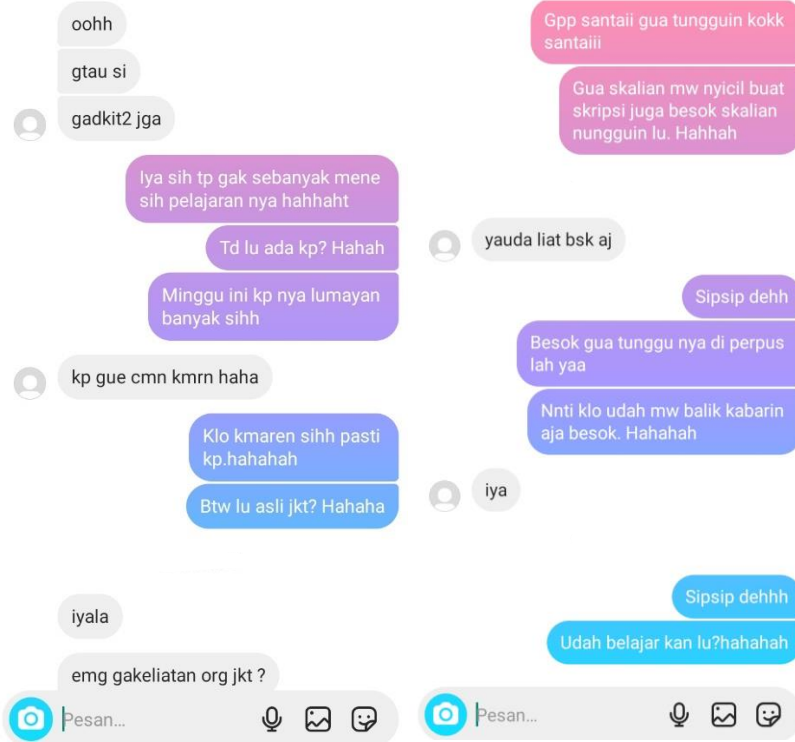 oohh
gtau si
gadkit2 jga
Iya sih tp gak sebanyak mene
sih pelajaran nya hahhaht
Td lu ada kp? Hahah
Minggu ini kp nya lumayan
banyak sihh
kp gue cmn kmrn haha
Klo kmaren sihh pasti
kp.hahahah
Btw lu asli jkt? Hahaha
iyala
emg gakeliatan org jkt ?
Pesan...
Gpp santaii gua tungguin kokk
santaiii
Gua skalian mw nyicil buat
skripsi juga besok skalian
nungguin lu. Hahhah
yauda liat bsk aj
Sipsip dehh
Besok gua tunggu nya di perpus
lah yaa
Nnti klo udah mw balik kabarin
aja besok. Hahahah
iya
Sipsip dehhh
Udah belajar kan lu?hahahah
Pesan...